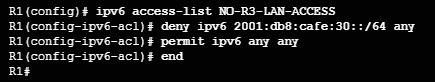 R1(config)# ipv6 access-list NO-R3-LAN-ACCESS
R1(config-ipv6-acl)# deny ipv6 2001:db8:cafe:30::/64 any
R1(config-ipv6-acl)# permit ipv6 any any
R1(config-ipv6-acl)# end
R1#